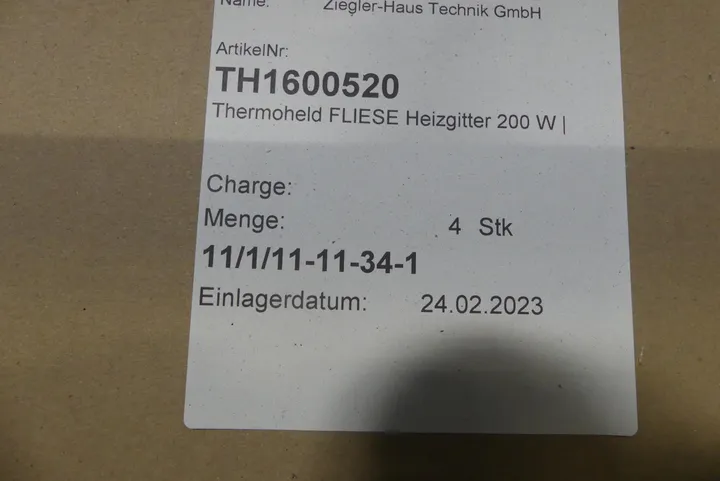 Name: Ziegler-Haus Technik GmbH
ArtikelNr:
TH1600520
Thermoheld FLIESE Heizgitter 200 W |
Charge:
Menge: 4 Stk
11/1/11-11-34-1
Einlagerdatum: 24.02.2023